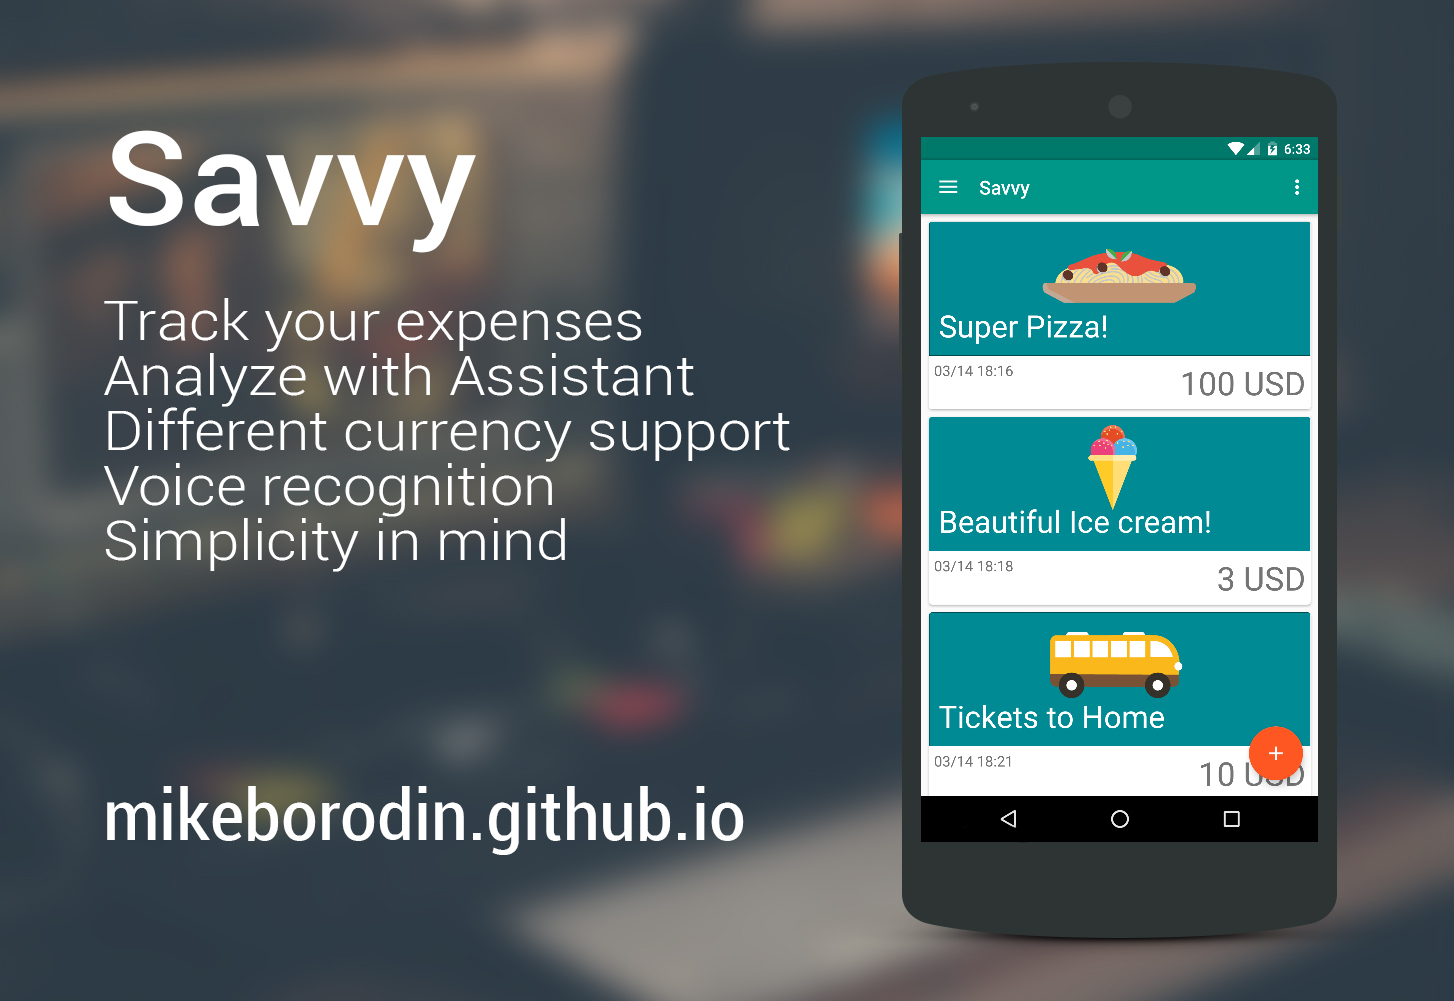 Savvy
Track your expenses
Analyze with Assistant
Different currency support
Voice recognition
Simplicity in mind
mikeborodin.github.io
6:33
Savvy
Super Pizza!
03/14 18:16
100 USD
Beautiful Ice cream!
03/14 18:18
3 USD
Tickets to Home
03/14 18:21
10 USD